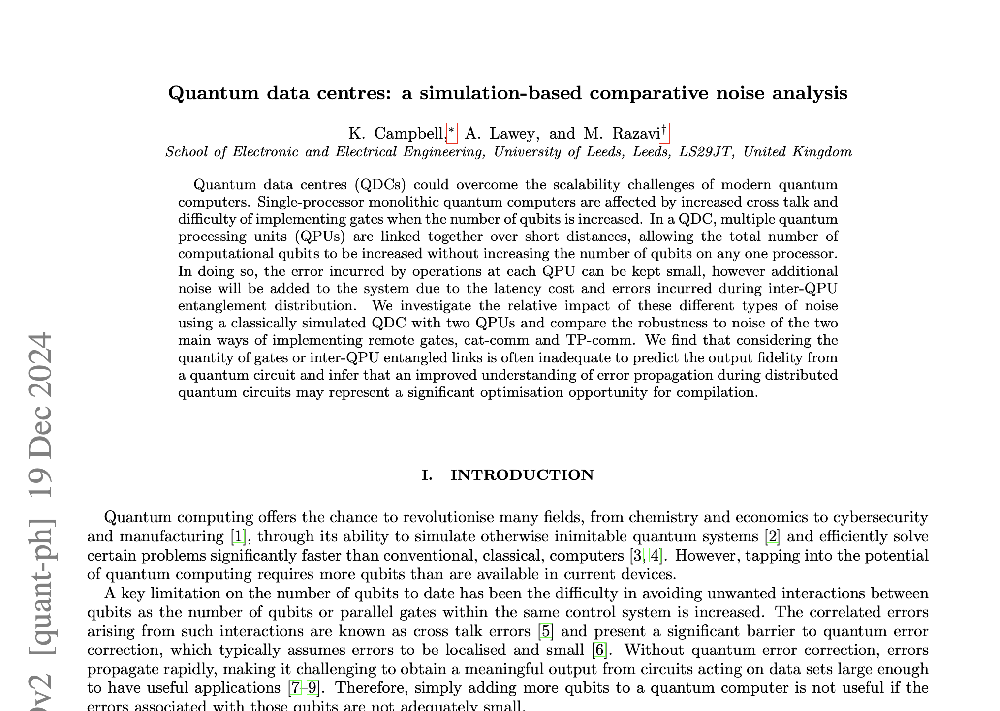 Quantum data centres: a simulation-based comparative noise analysis
K. Campbell,* A. Lawey, and M. Razavi†
School of Electronic and Electrical Engineering, University of Leeds, Leeds, LS29JT, United Kingdom
Quantum data centres (QDCs) could overcome the scalability challenges of modern quantum
computers. Single-processor monolithic quantum computers are affected by increased cross talk and
difficulty of implementing gates when the number of qubits is increased. In a QDC, multiple quantum
processing units (QPUs) are linked together over short distances, allowing the total number of
computational qubits to be increased without increasing the number of qubits on any one processor.
In doing so, the error incurred by operations at each QPU can be kept small, however additional
noise will be added to the system due to the latency cost and errors incurred during inter-QPU
entanglement distribution. We investigate the relative impact of these different types of noise
using a classically simulated QDC with two QPUs and compare the robustness to noise of the two
main ways of implementing remote gates, cat-comm and TP-comm. We find that considering the
quantity of gates or inter-QPU entangled links is often inadequate to predict the output fidelity from
a quantum circuit and infer that an improved understanding of error propagation during distributed
quantum circuits may represent a significant optimisation opportunity for compilation.
I. INTRODUCTION
Quantum computing offers the chance to revolutionise many fields, from chemistry and economics to cybersecurity
and manufacturing [1], through its ability to simulate otherwise inimitable quantum systems [2] and efficiently solve
certain problems significantly faster than conventional, classical, computers [3, 4]. However, tapping into the potential
of quantum computing requires more qubits than are available in current devices.
A key limitation on the number of qubits to date has been the difficulty in avoiding unwanted interactions between
qubits as the number of qubits or parallel gates within the same control system is increased. The correlated errors
arising from such interactions are known as cross talk errors [5] and present a significant barrier to quantum error
correction, which typically assumes errors to be localised and small [6]. Without quantum error correction, errors
propagate rapidly, making it challenging to obtain a meaningful output from circuits acting on data sets large enough
to have useful applications [7–9]. Therefore, simply adding more qubits to a quantum computer is not useful if the
errors associated with those qubits are not adequately small.
v2 [quant-ph] 19 Dec 2024